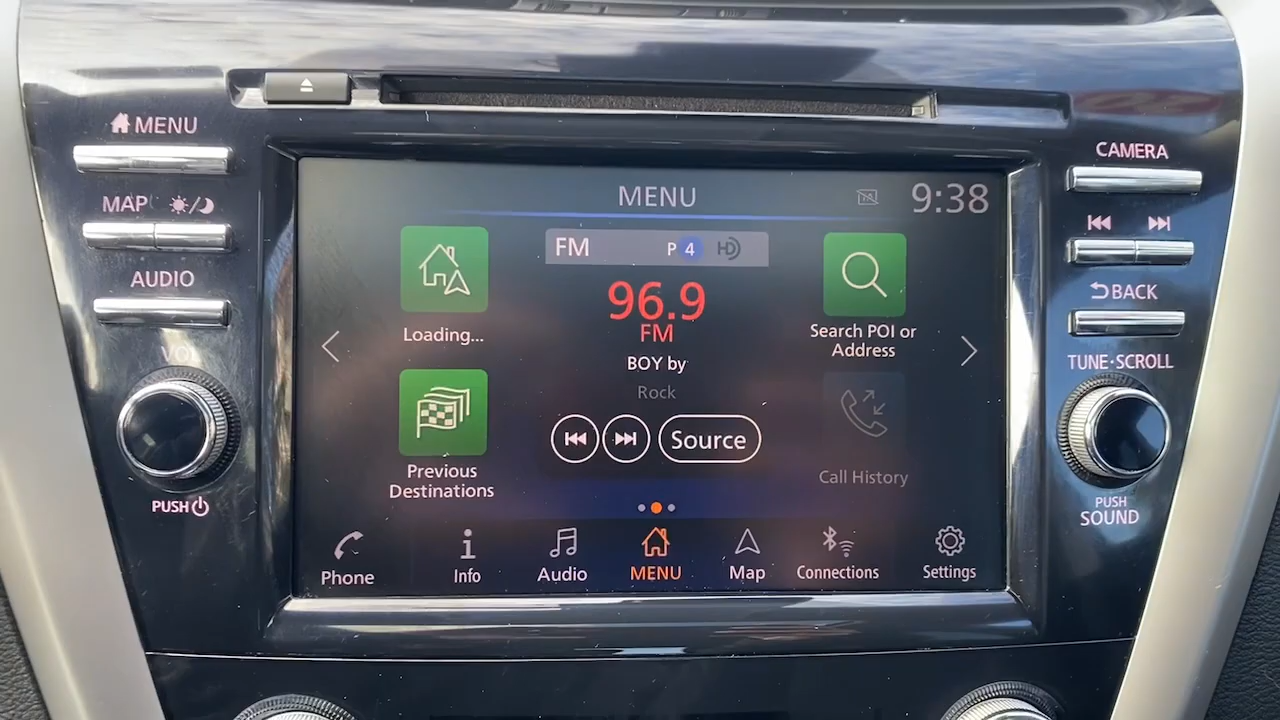 MENU
MAP
AUDIO
VOL
PUSH
MENU
9:38
Loading...
Previous
Destinations
FM
P 4 HD
96.9
FM
BOY by
Rock
Source
Search POI or
Address
Call History
Phone
Info
Audio
MENU
Map
Connections
Settings
CAMERA
BACK
TUNE·SCROLL
PUSH
SOUND